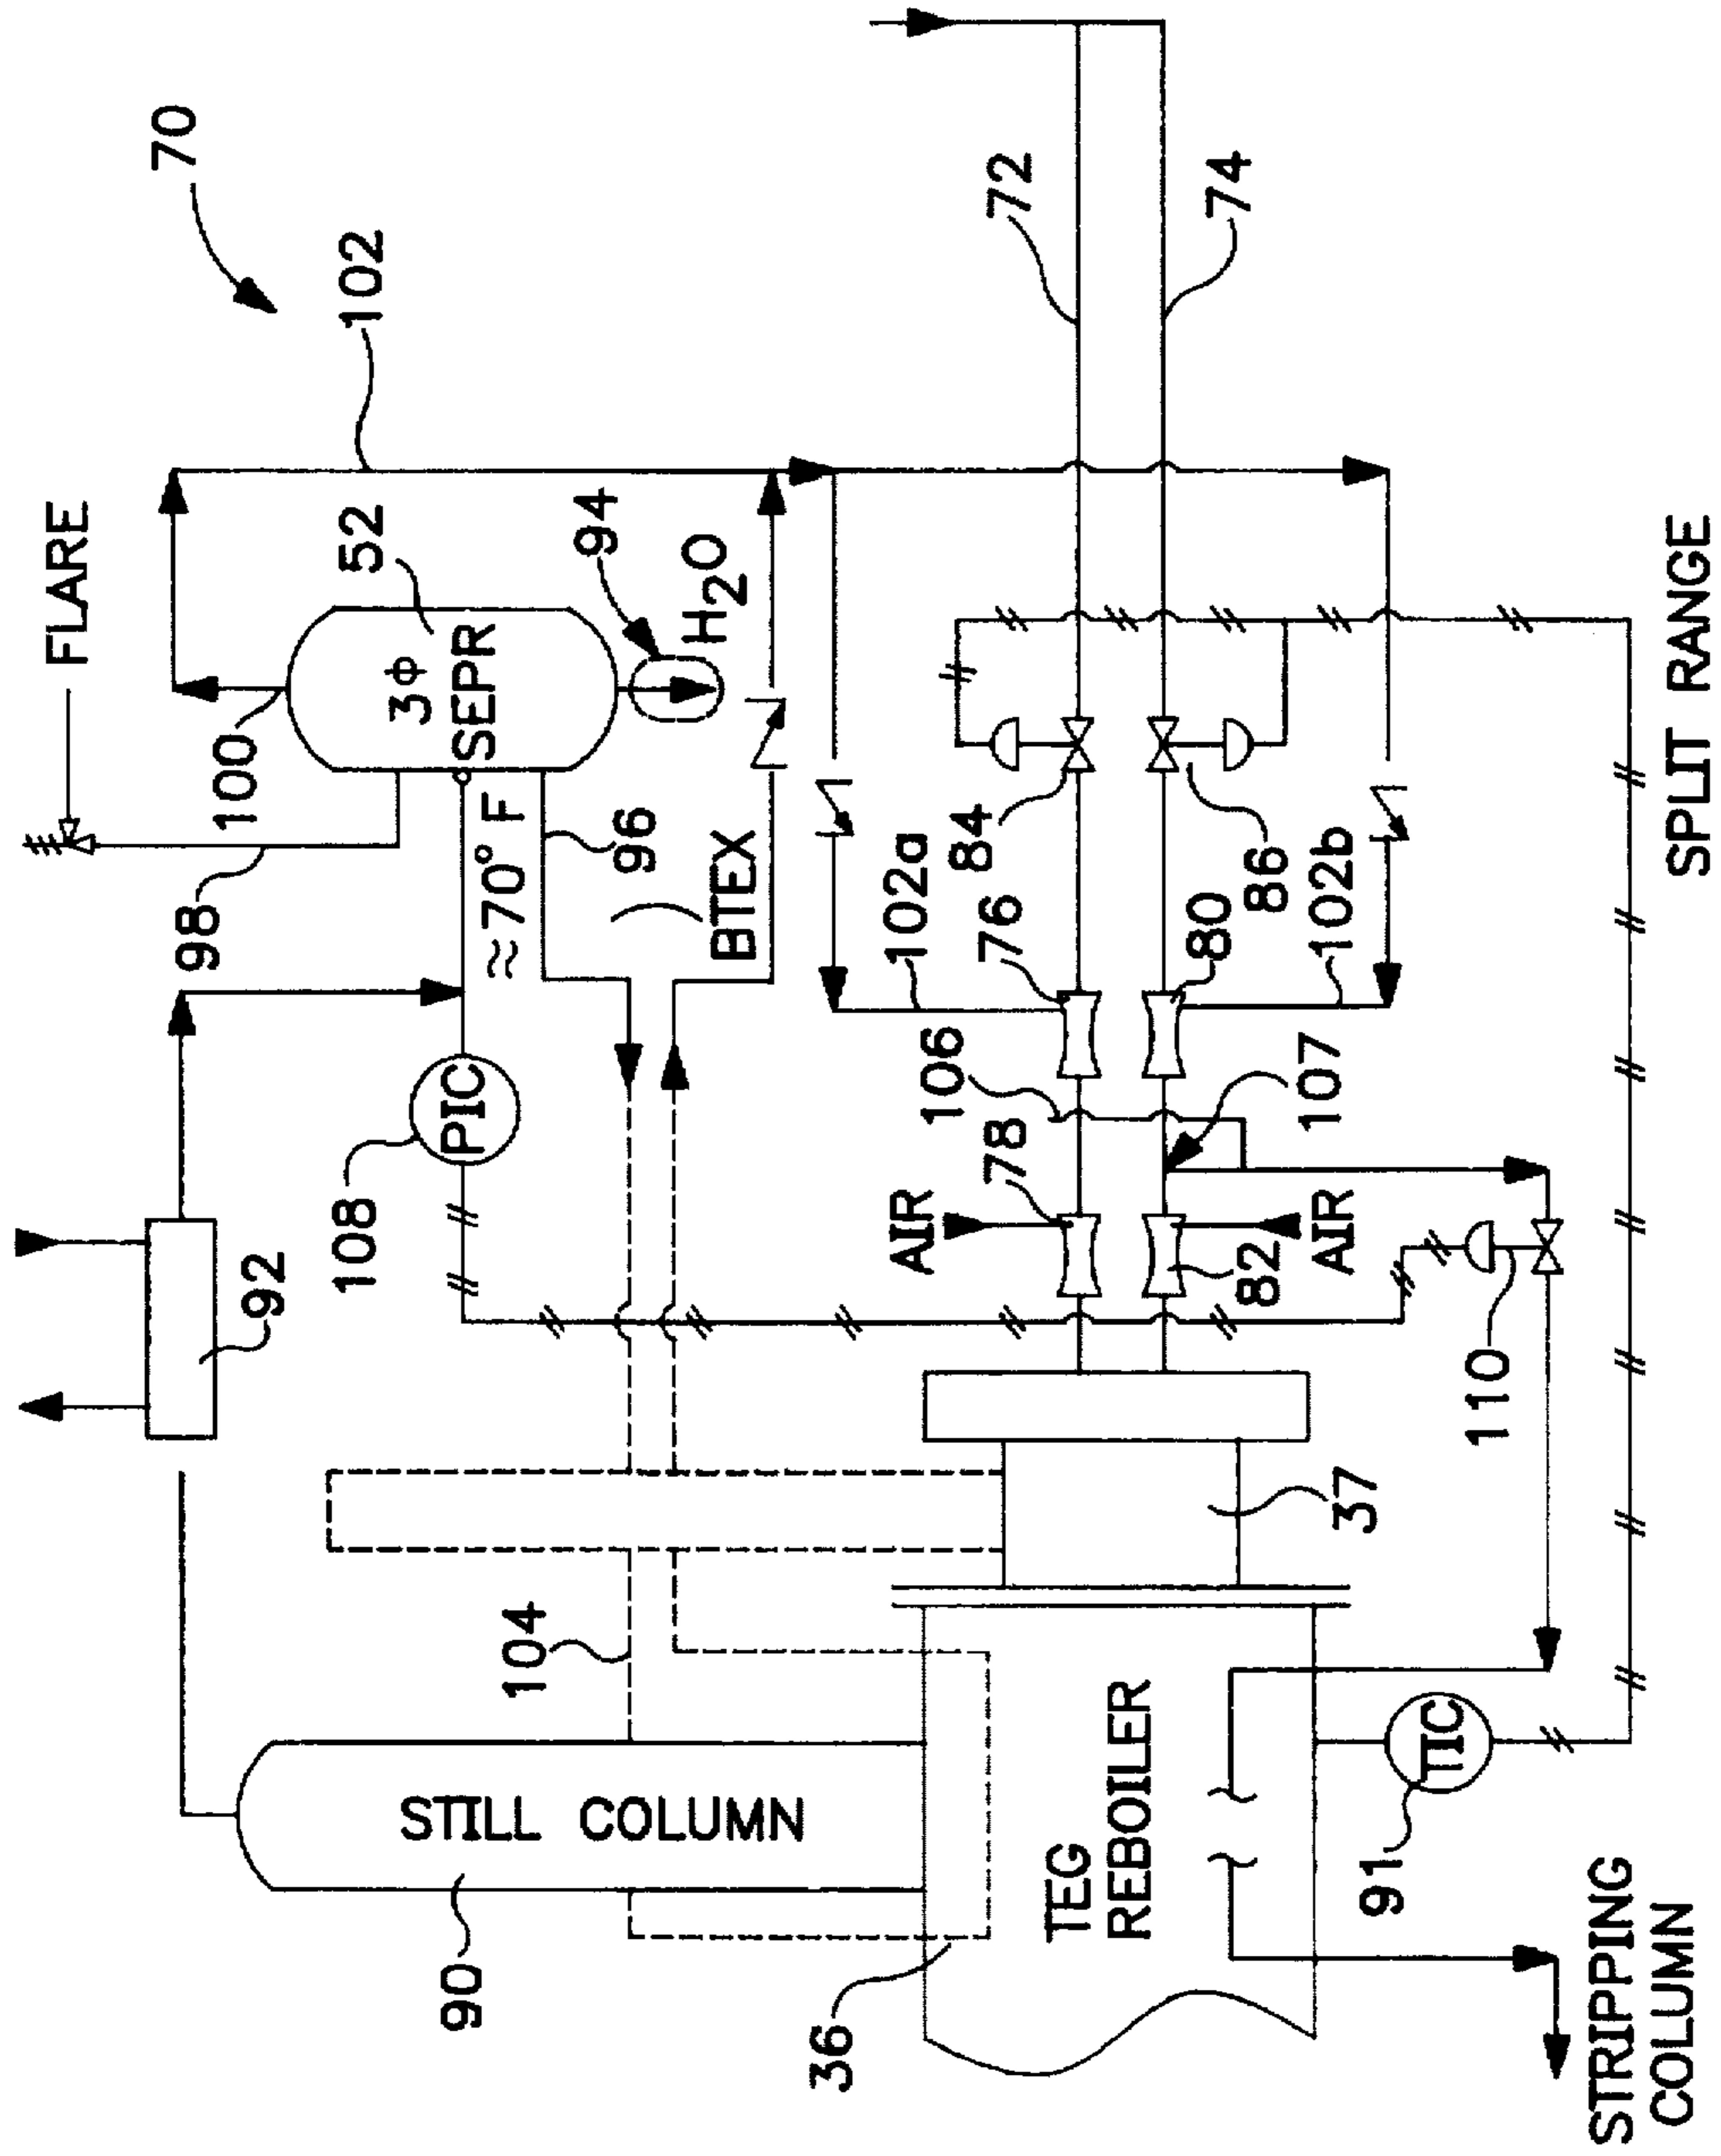 70
FLARE
102
52
94
H2O
3Φ
SEPR
100
98
≈70° F
96
BTEX
92
108
PIC
72
74
84
86
102a
102b
76
80
106
107
78
AIR
AIR
82
110
104
37
STILL COLUMN
90
36
TEG
REBOILER
91
TIC
STRIPPING
COLUMN
SPLIT RANGE